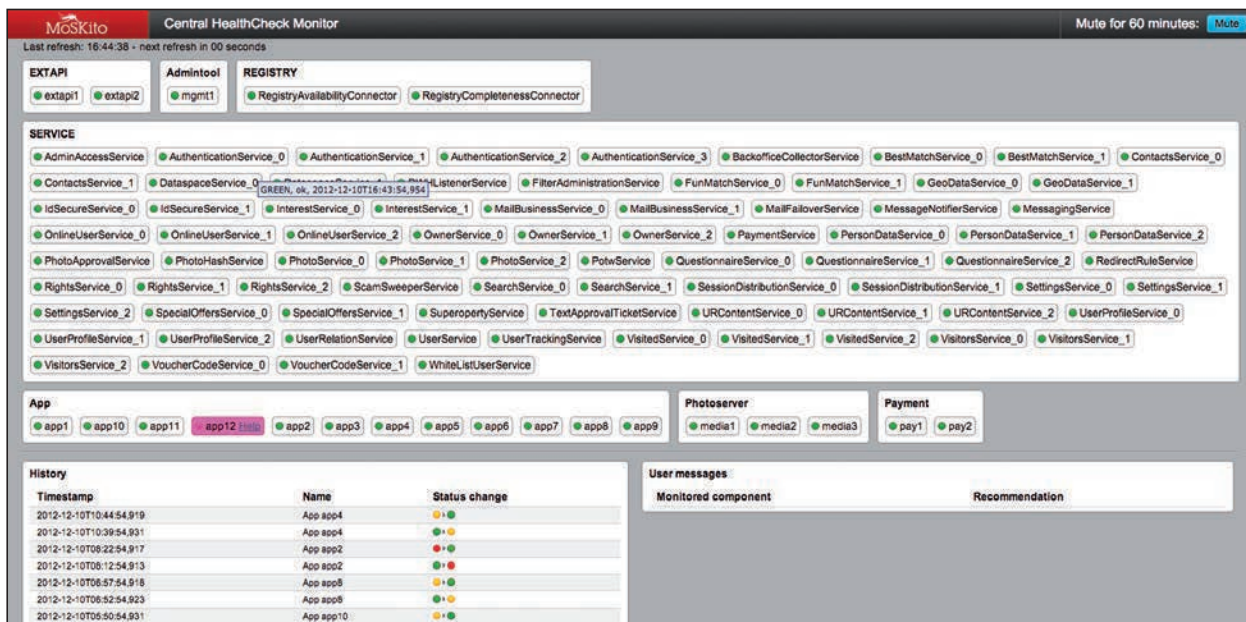 MoSKito Central HealthCheck Monitor Mute for 60 minutes: Mute
Last refresh: 16:44:38 - next refresh in 00 seconds
EXTAPI Admintool REGISTRY
extapi1 extapi2 mgmt1 RegistryAvailabilityConnector RegistryCompletenessConnector
SERVICE
AdminAccessService AuthenticationService_0 AuthenticationService_1 AuthenticationService_2 AuthenticationService_3 BackofficeCollectorService BestMatchService_0 BestMatchService_1 ContactsService_0
ContactsService_1 DataspaceService_0 ListenerService FilterAdministrationService FunMatchService_0 FunMatchService_1 GeoDataService_0 GeoDataService_1
GREEN, ok, 2012-12-10T16:43:54,954
IdSecureService_0 IdSecureService_1 InterestService_0 InterestService_1 MailBusinessService_0 MailBusinessService_1 MailFailoverService MessageNotifierService MessagingService
OnlineUserService_0 OnlineUserService_1 OnlineUserService_2 OwnerService_0 OwnerService_1 OwnerService_2 PaymentService PersonDataService_0 PersonDataService_1 PersonDataService_2
PhotoApprovalService PhotoHashService PhotoService_0 PhotoService_1 PhotoService_2 PotwService QuestionnaireService_0 QuestionnaireService_1 QuestionnaireService_2 RedirectRuleService
RightsService_0 RightsService_1 RightsService_2 ScamSweeperService SearchService_0 SearchService_1 SessionDistributionService_0 SessionDistributionService_1 SettingsService_0 SettingsService_1
SettingsService_2 SpecialOffersService_0 SpecialOffersService_1 SuperopertyService TextApprovalTicketService URContentService_0 URContentService_1 URContentService_2 UserProfileService_0
UserProfileService_1 UserProfileService_2 UserRelationService UserService UserTrackingService VisitedService_0 VisitedService_1 VisitedService_2 VisitorsService_0 VisitorsService_1
VisitorsService_2 VoucherCodeService_0 VoucherCodeService_1 WhiteListUserService
App Photoserver Payment
app1 app10 app11 app12 Help app2 app3 app4 app5 app6 app7 app8 app9 media1 media2 media3 pay1 pay2
History User messages
Timestamp Name Status change Monitored component Recommendation
2012-12-10T10:44:54,919 App app4
2012-12-10T10:39:54,931 App app4
2012-12-10T08:22:54,917 App app2
2012-12-10T08:12:54,913 App app2
2012-12-10T06:57:54,918 App app8
2012-12-10T06:52:54,923 App app8
2012-12-10T05:50:54,931 App app10